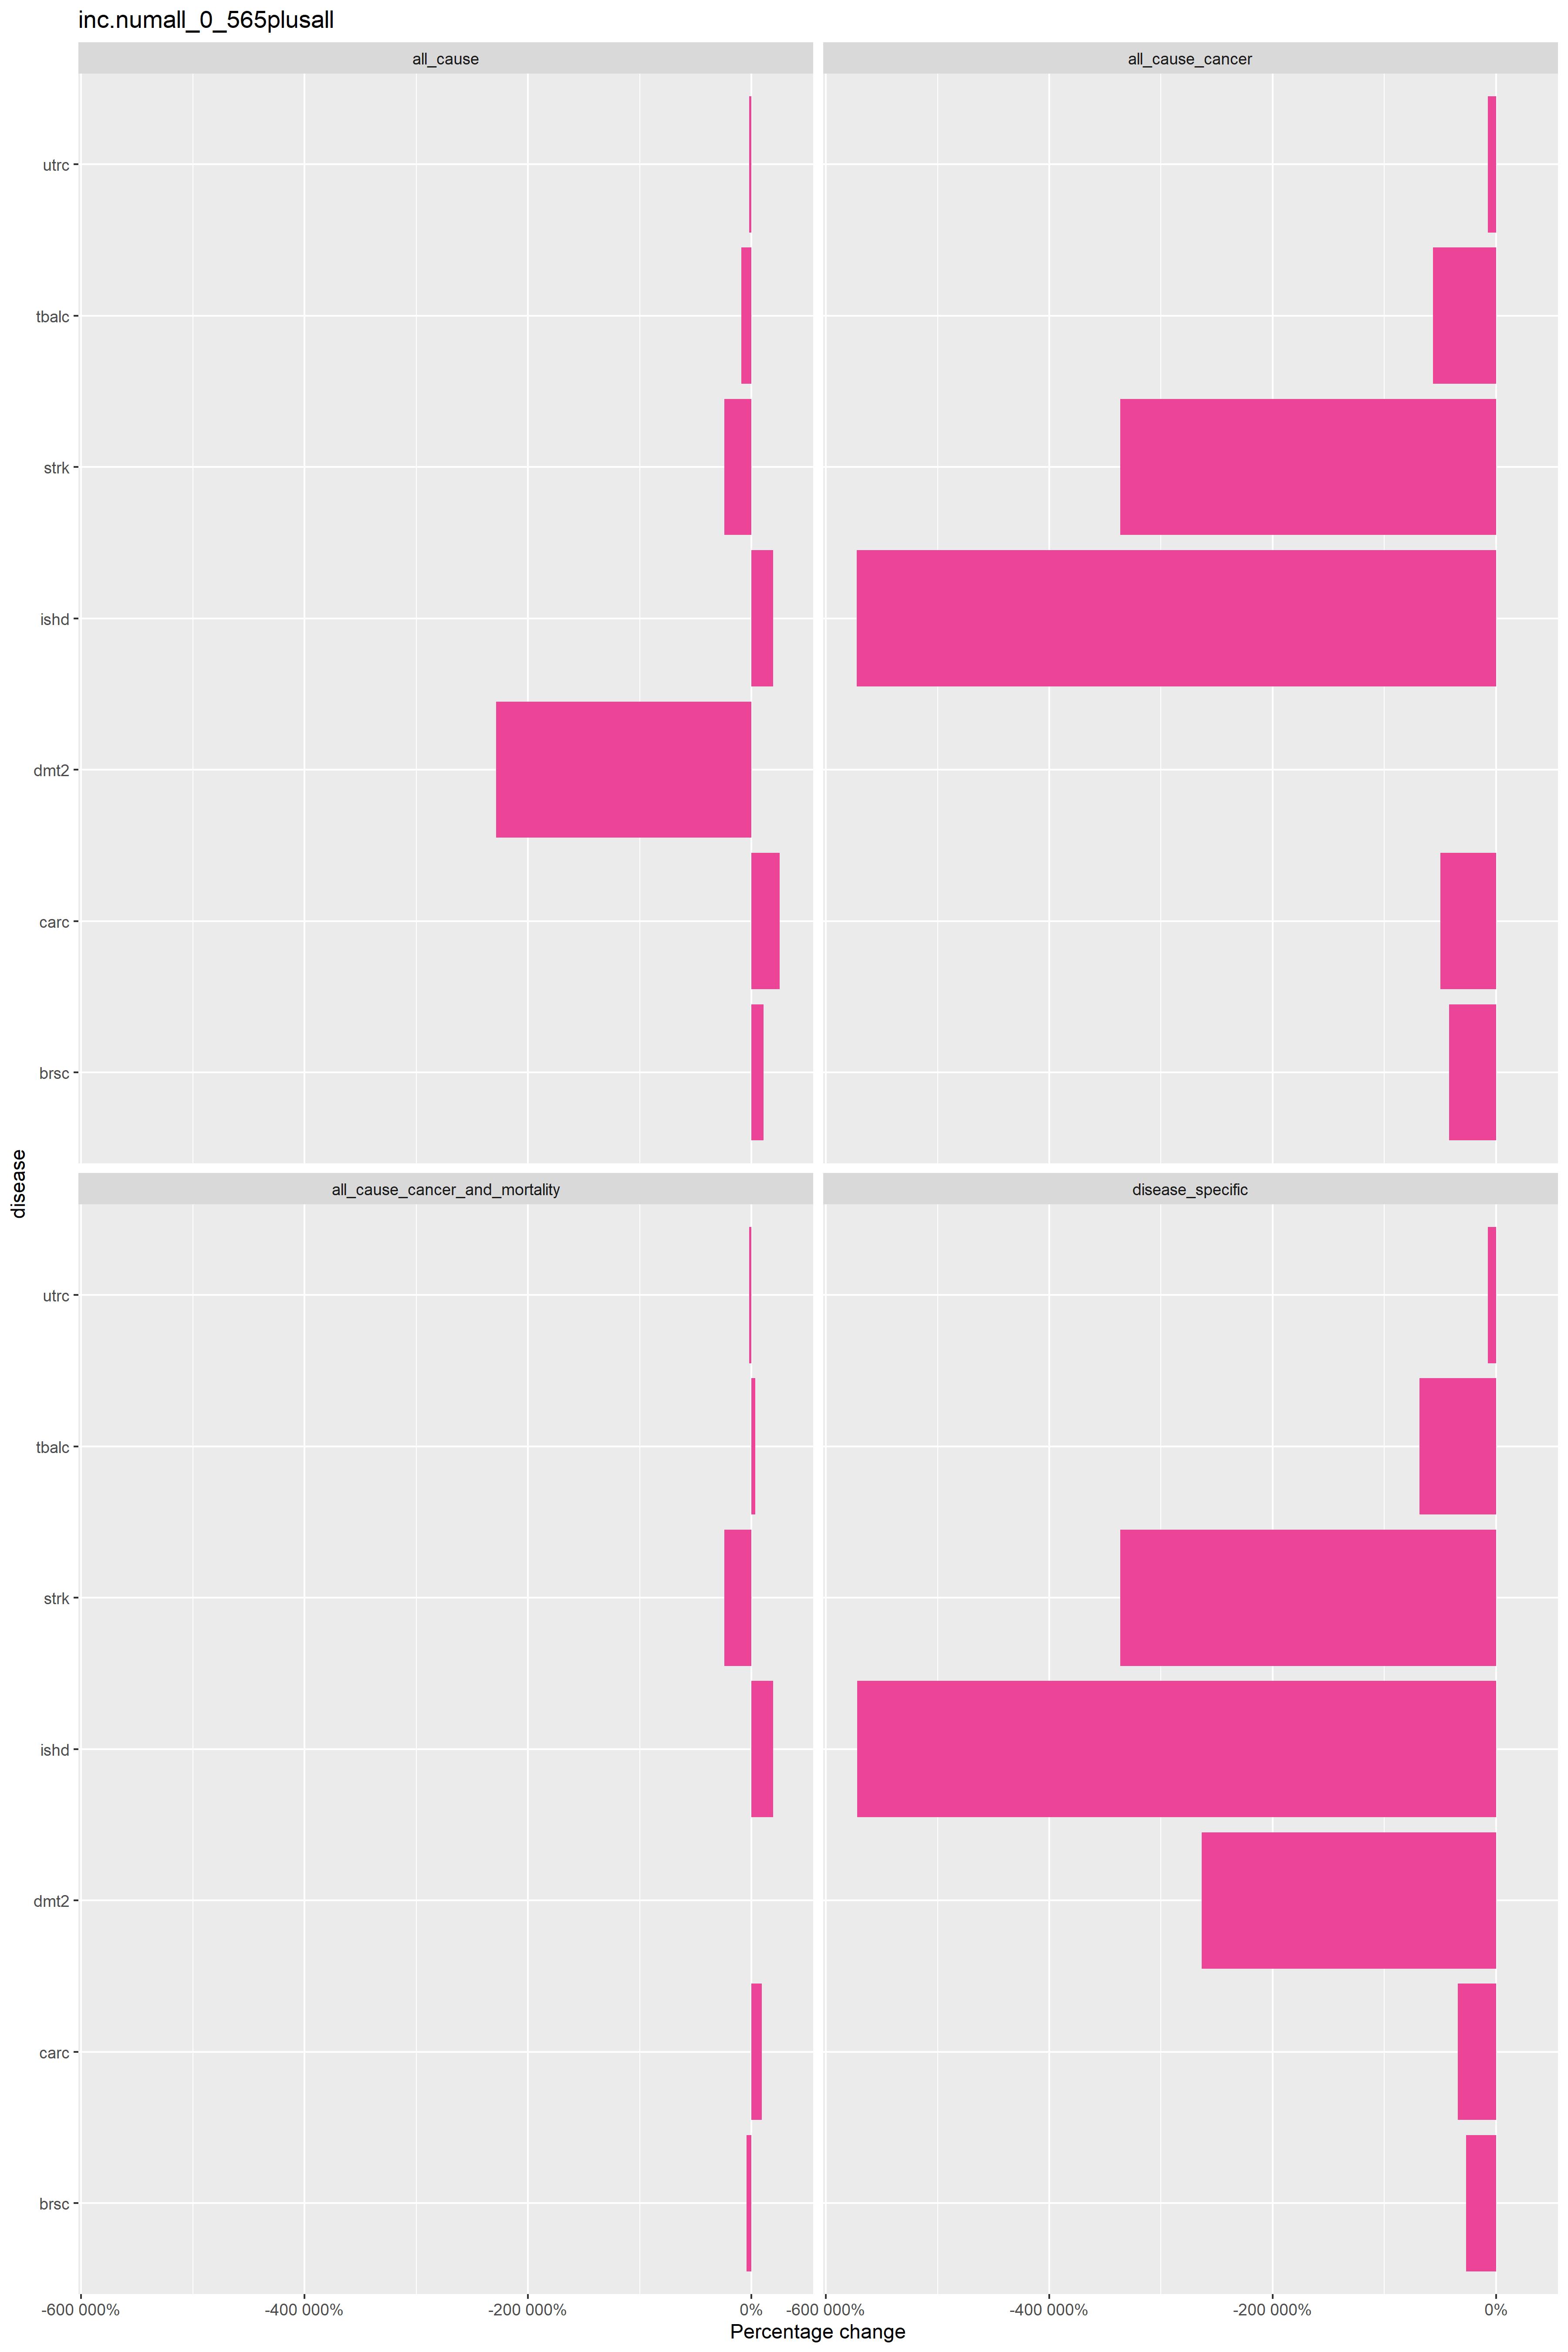 inc.numall_0_565plusall
all_cause
all_cause_cancer
utrc
tbalc
strk
ishd
dmt2
carc
brsc
disease
all_cause_cancer_and_mortality
disease_specific
utrc
tbalc
strk
ishd
dmt2
carc
brsc
-600 000%
-400 000%
-200 000%
0%
-600 000%
-400 000%
-200 000%
0%
Percentage change